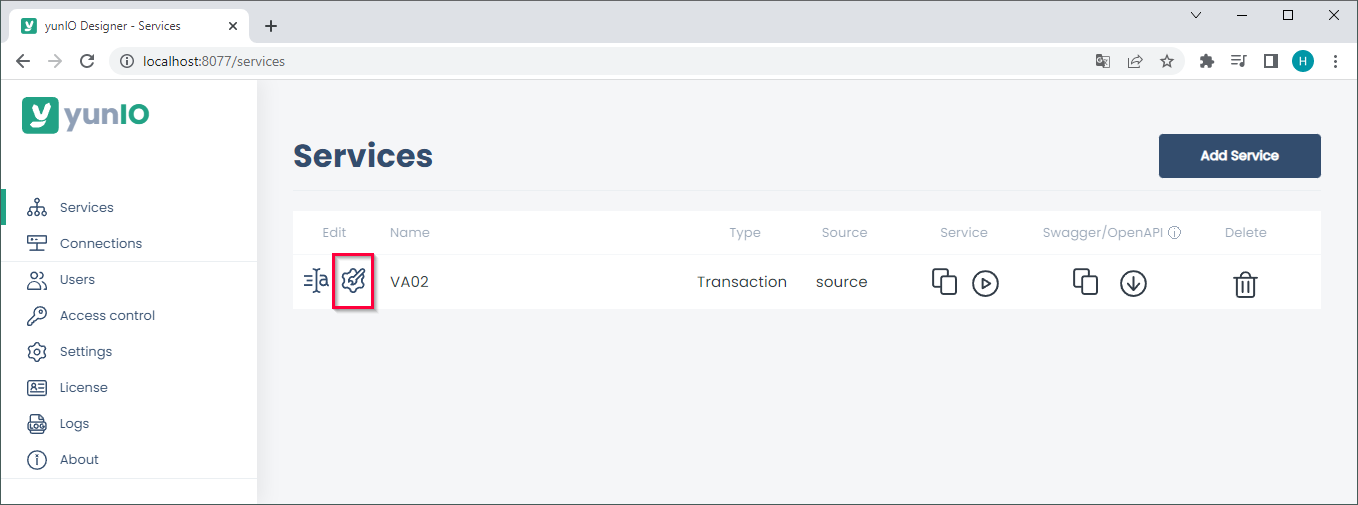 yunIO Designer - Services
localhost:8077/services
H
yunIO
Services
Add Service
Services
Connections
Users
Access control
Settings
License
LOG
Logs
About
Edit Name Type Source Service Swagger/OpenAPI Delete
VA02 Transaction source